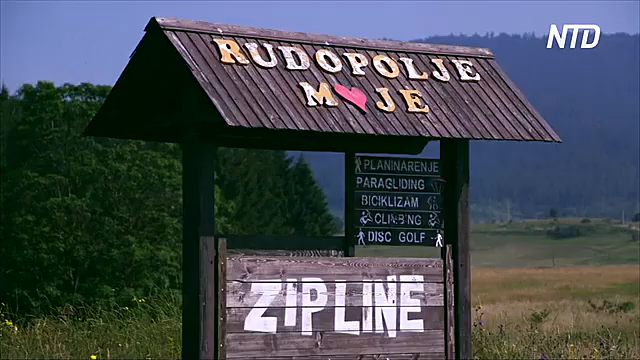 NTD
RUDOPOLJE
M❤JE
PLANINARENJE
PARAGLIDING
BICIKLIZAM
CLIMBING
DISC GOLF
ZIPLINE